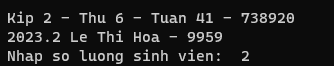 Kip 2 - Thu 6 - Tuan 41 - 738920
2023.2 Le Thi Hoa - 9959
Nhap so luong sinh vien:  2